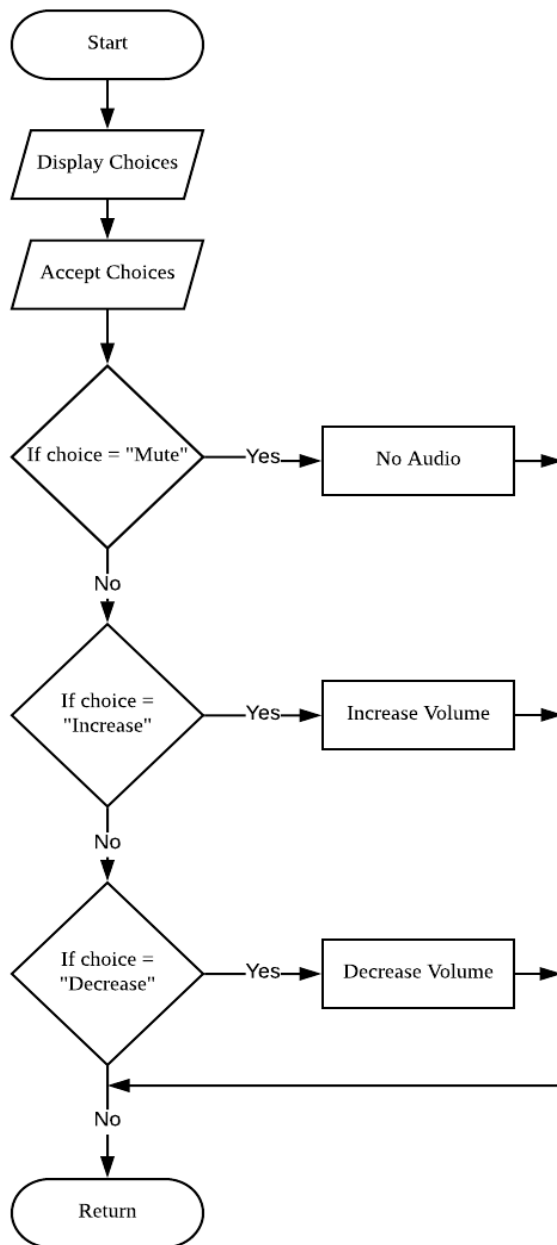 Start
Display Choices
Accept Choices
If choice = "Mute"
Yes
No Audio
No
If choice =
"Increase"
Yes
Increase Volume
No
If choice =
"Decrease"
Yes
Decrease Volume
No
Return